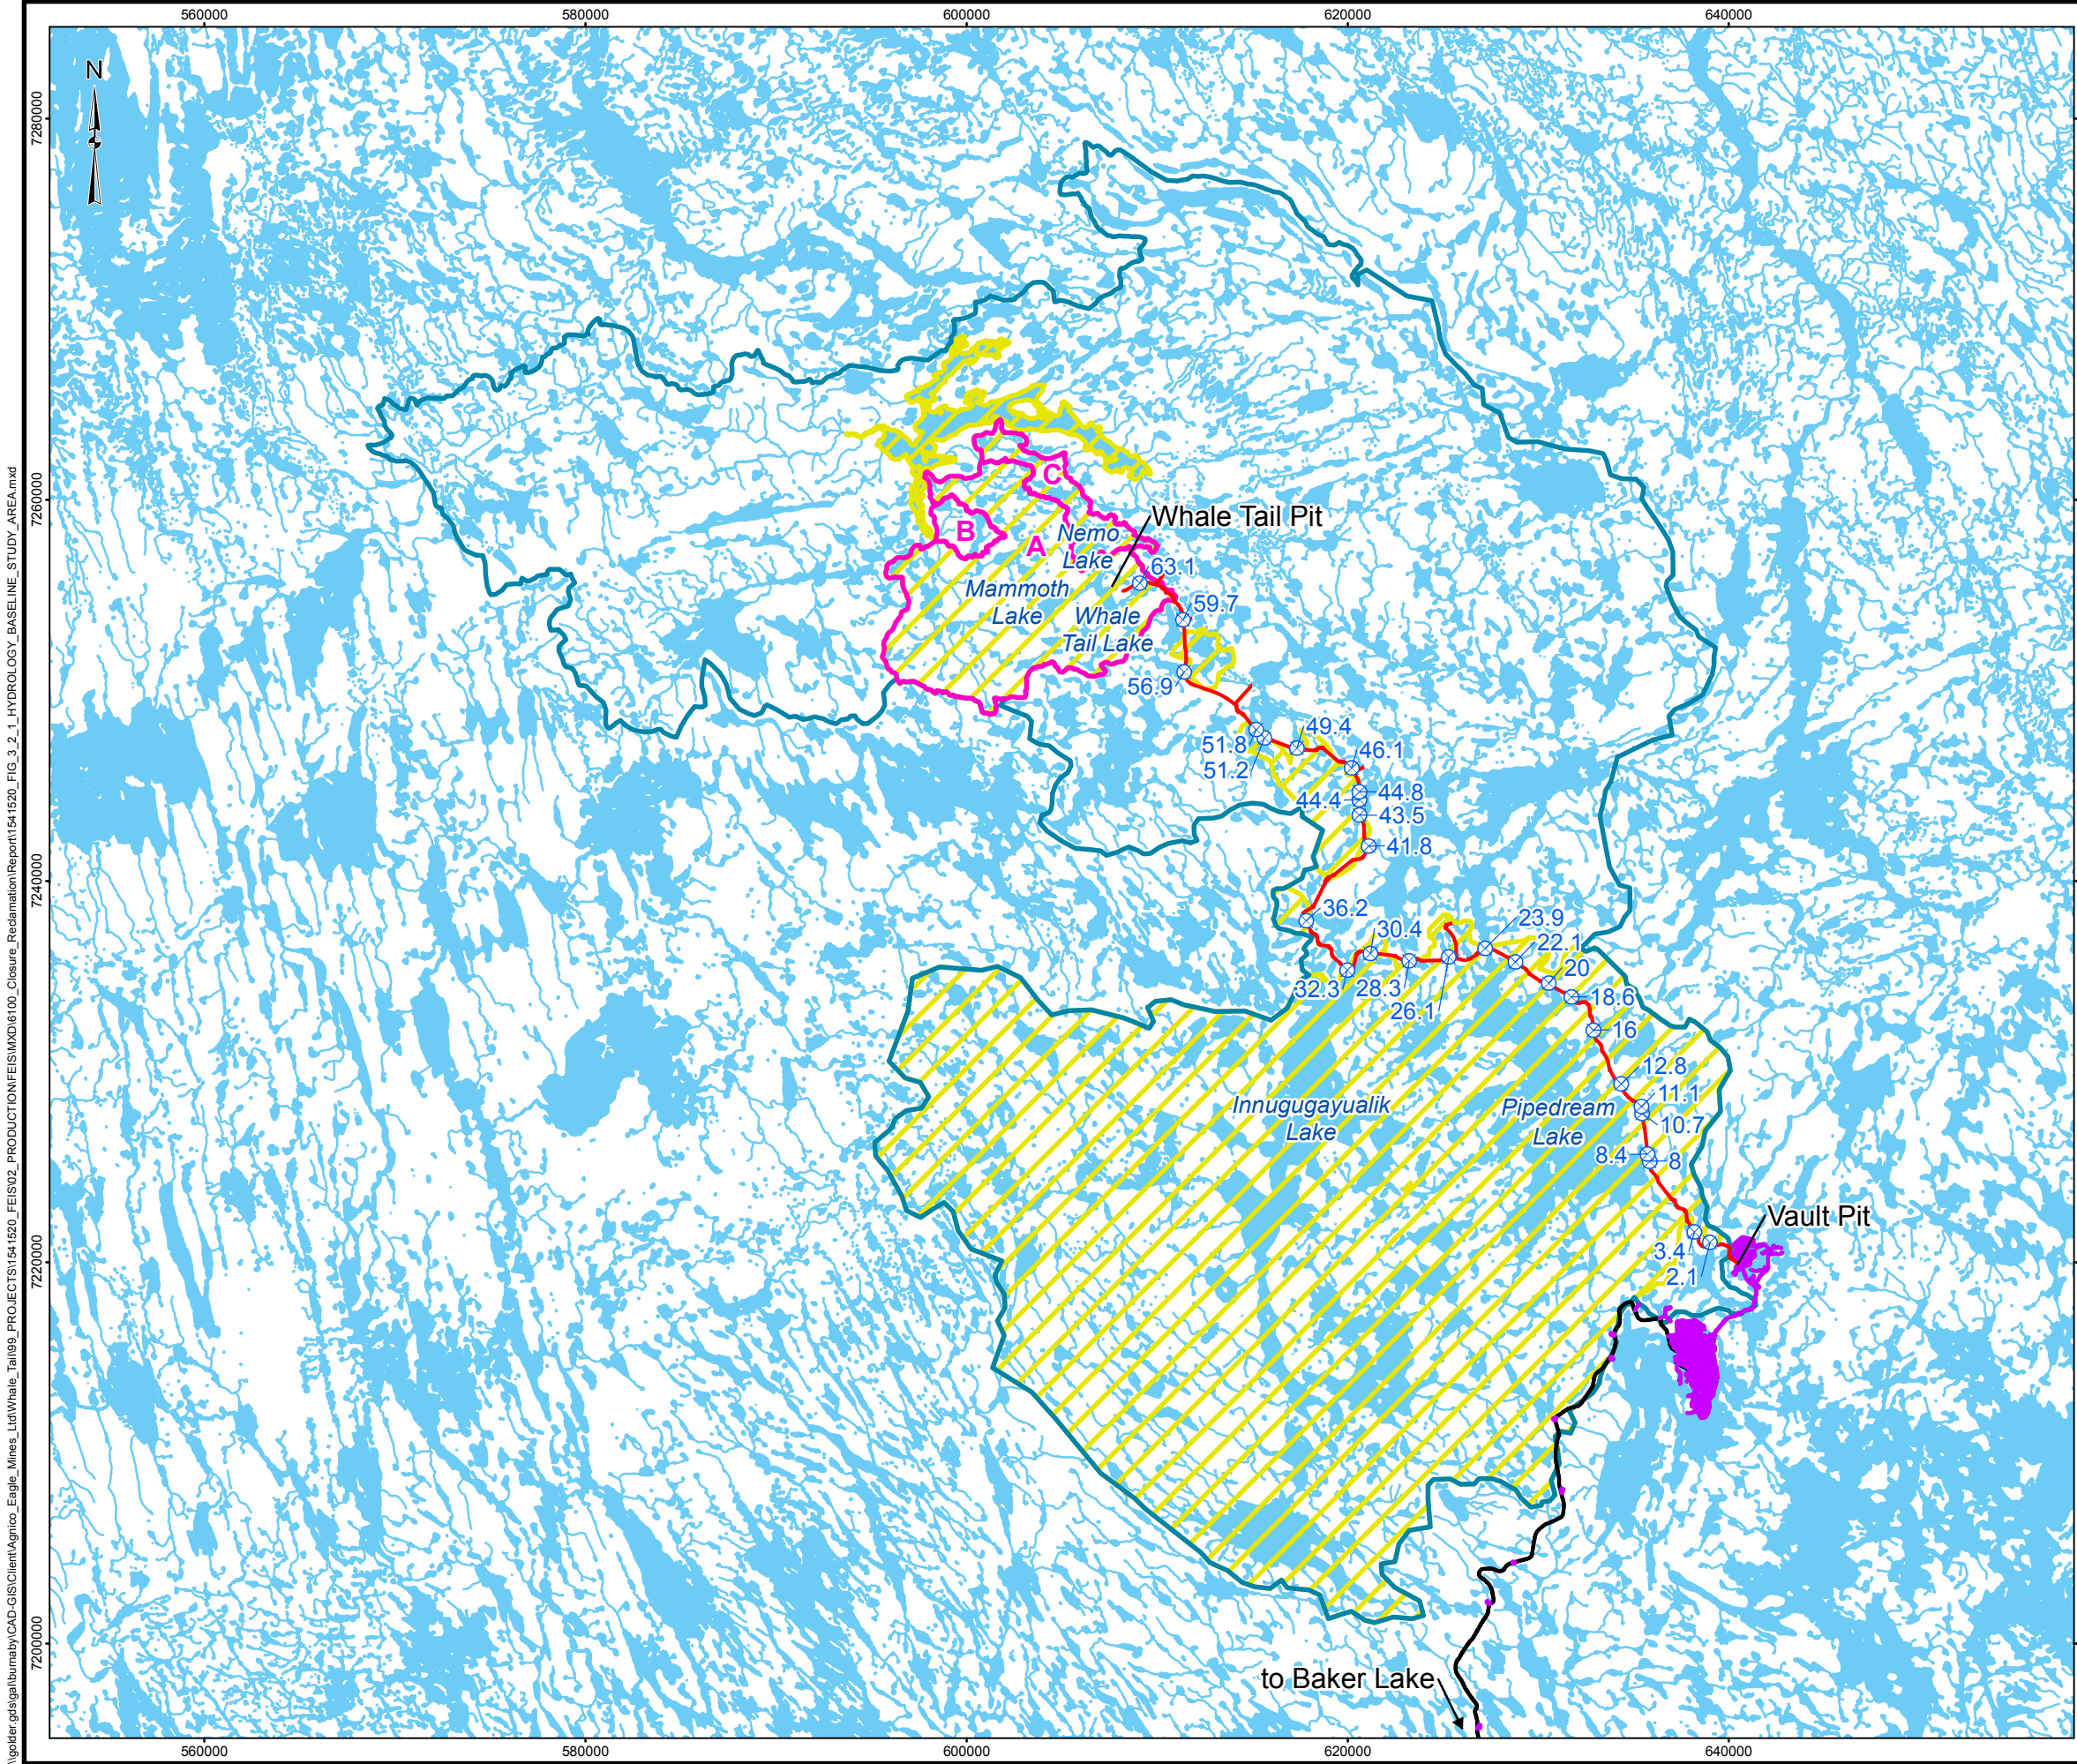 560000
580000
600000
620000
640000
N
7280000
7260000
7240000
7220000
7200000
C
B
A
Nemo
Lake
Whale Tail Pit
63.1
Mammoth
Lake
Whale
Tail Lake
59.7
56.9
49.4
51.8
51.2
46.1
44.8
44.4
43.5
41.8
36.2
30.4
23.9
22.1
20
32.3
28.3
26.1
18.6
16
12.8
11.1
10.7
Innugugayualik
Lake
Pipedream
Lake
8.4
8
Vault Pit
3.4
2.1
to Baker Lake
560000
580000
600000
620000
640000
\\golder.gds\gal\burnaby\CAD-GIS\Client\Agnico_Eagle_Mines_Ltd\Whale_Tail\99_PROJECTS\1541520_FEIS\02_PRODUCTION\FEIS\MXD\6100_Closure_Reclamation\Report\1541520_FIG_3_2_1_HYDROLOGY_BASELINE_STUDY_AREA.mxd